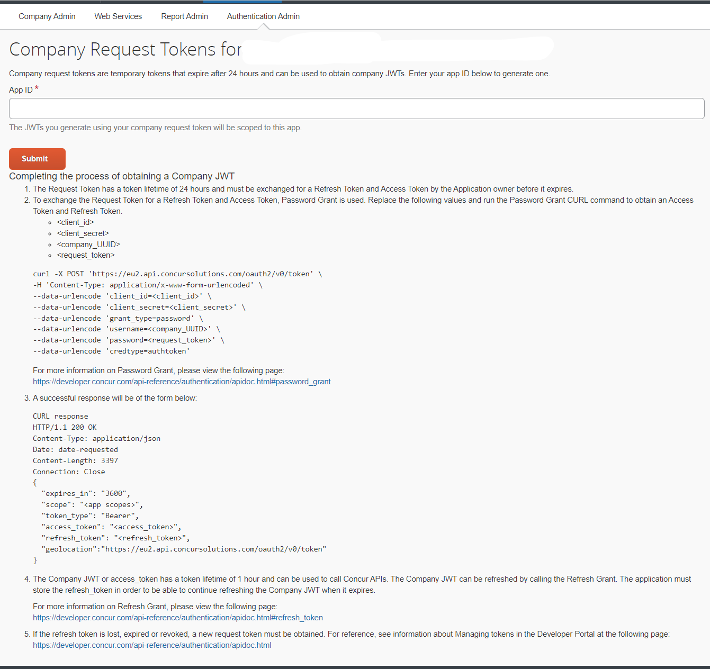 Company Admin Web Services Report Admin Authentication Admin
Company Request Tokens for
Company request tokens are temporary tokens that expire after 24 hours and can be used to obtain company JWTs. Enter your app ID below to generate one
App ID *
The JWTs you generate using your company request token will be scoped to this app
Submit
Completing the process of obtaining a Company JWT
1. The Request Token has a token lifetime of 24 hours and must be exchanged for a Refresh Token and Access Token by the Application owner before it expires.
2. To exchange the Request Token for a Refresh Token and Access Token, Password Grant is used. Replace the following values and run the Password Grant CURL command to obtain an Access
Token and Refresh Token.
<client_id>
<client_secret>
<company_UUID>
<request_token>
curl -X POST 'https://eu2.api.concursolutions.com/oauth2/v0/token' \
-H 'Content-Type: application/x-www-form-urlencoded' \
--data-urlencode 'client_id=<client_id>' \
--data-urlencode 'client_secret=<client_secret>' \
--data-urlencode 'grant_type=password' \
--data-urlencode 'username=<company_UUID>' \
--data-urlencode 'password=<request_token>' \
--data-urlencode 'credtype=authtoken'
For more information on Password Grant, please view the following page:
https://developer.concur.com/api-reference/authentication/apidoc.html#password_grant
3. A successful response will be of the form below:
CURL response
HTTP/1.1 200 OK
Content-Type: application/json
Date: date-requested
Content-Length: 3397
Connection: Close
{
"expires_in": "3600",
"scope": "<app scopes>",
"token_type": "Bearer",
"access_token": "<access_token>",
"refresh_token": "<refresh_token>",
"geolocation":"https://eu2.api.concursolutions.com/oauth2/v0/token"
}
4. The Company JWT or access_token has a token lifetime of 1 hour and can be used to call Concur APIs. The Company JWT can be refreshed by calling the Refresh Grant. The application must
store the refresh_token in order to be able to continue refreshing the Company JWT when it expires.
For more information on Refresh Grant, please view the following page:
https://developer.concur.com/api-reference/authentication/apidoc.html#refresh_token
5. If the refresh token is lost, expired or revoked, a new request token must be obtained. For reference, see information about Managing tokens in the Developer Portal at the following page:
https://developer.concur.com/api-reference/authentication/apidoc.html